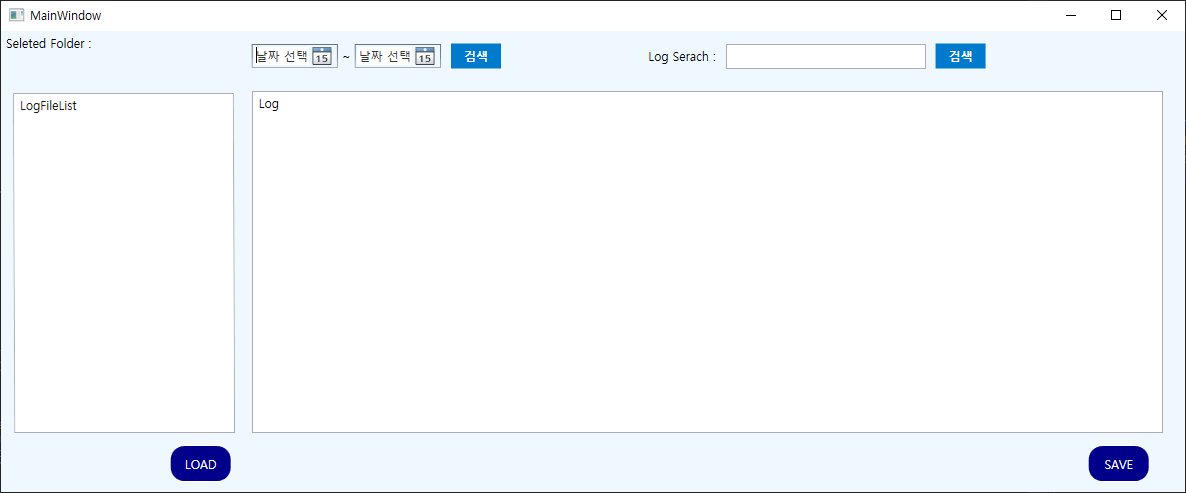 MainWindow
Seleted Folder :
날짜 선택 15 ~ 날짜 선택 15 검색 Log Serach : 검색
LogFileList
Log
LOAD
SAVE